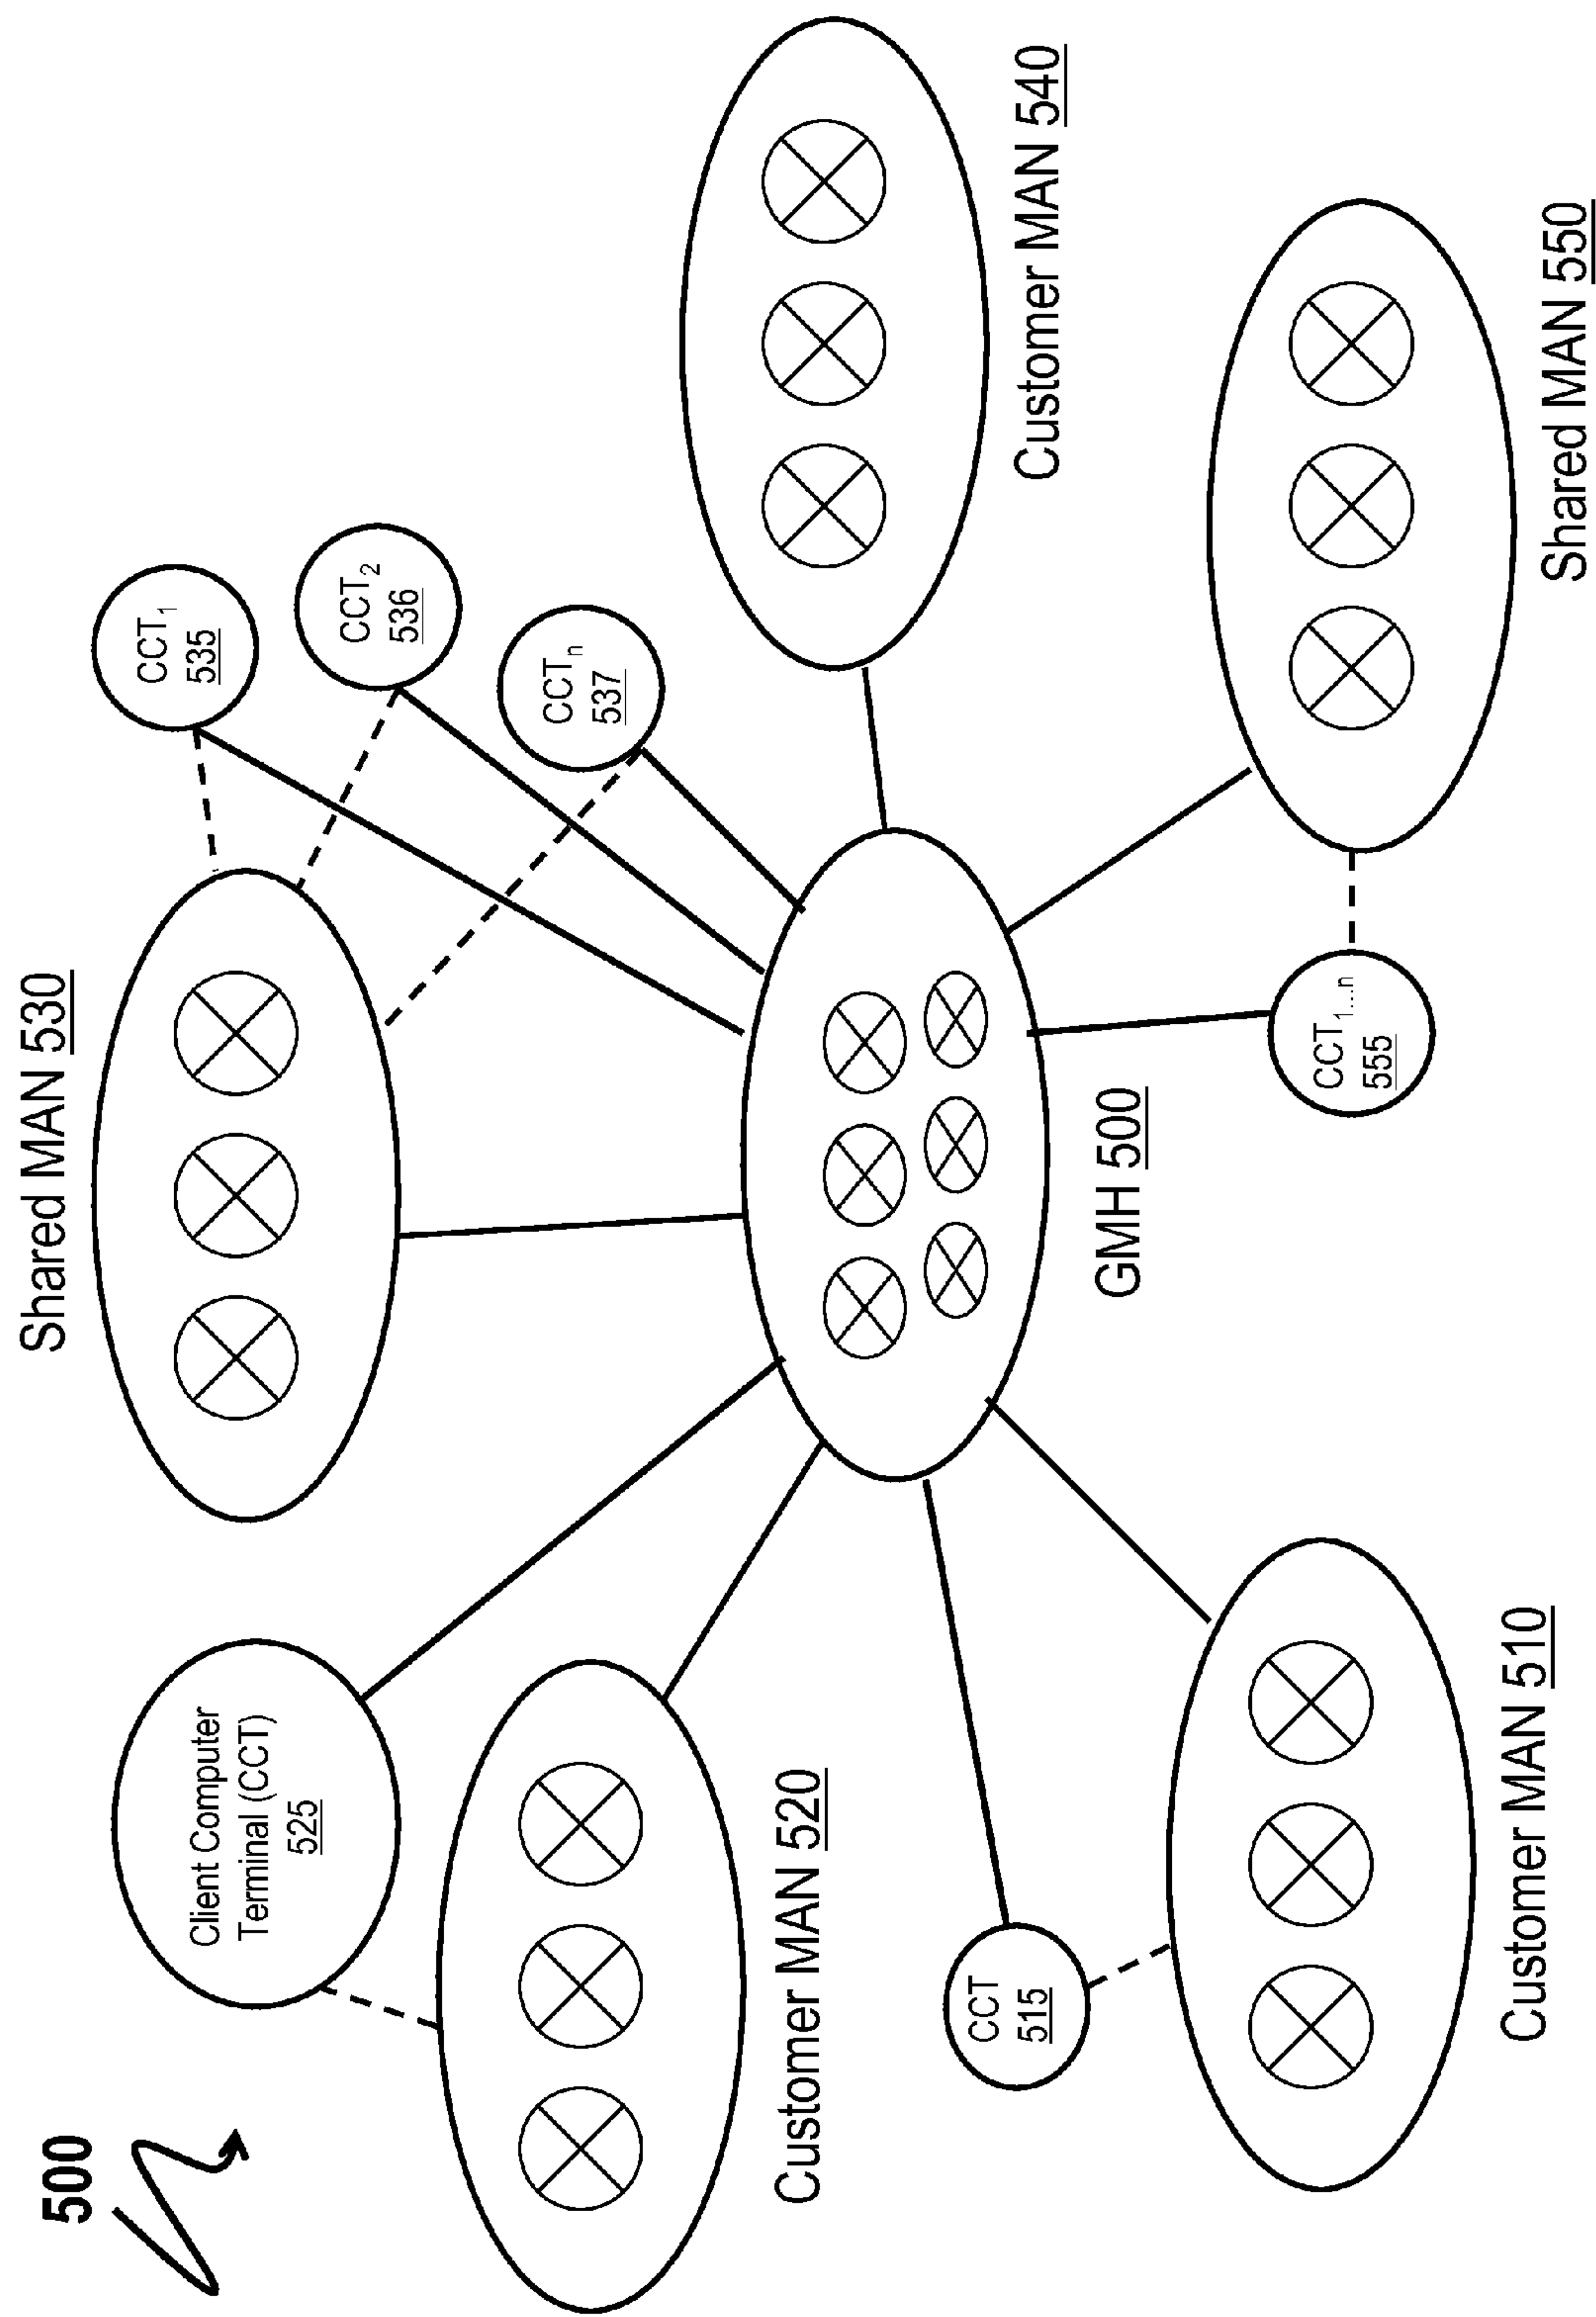 500
Client Computer
Terminal (CCT)
525
Customer MAN 520
CCT
515
Customer MAN 510
Shared MAN 530
GMH 500
CCT1
535
CCT2
536
CCTn
537
CCT1...n
555
Customer MAN 540
Shared MAN 550